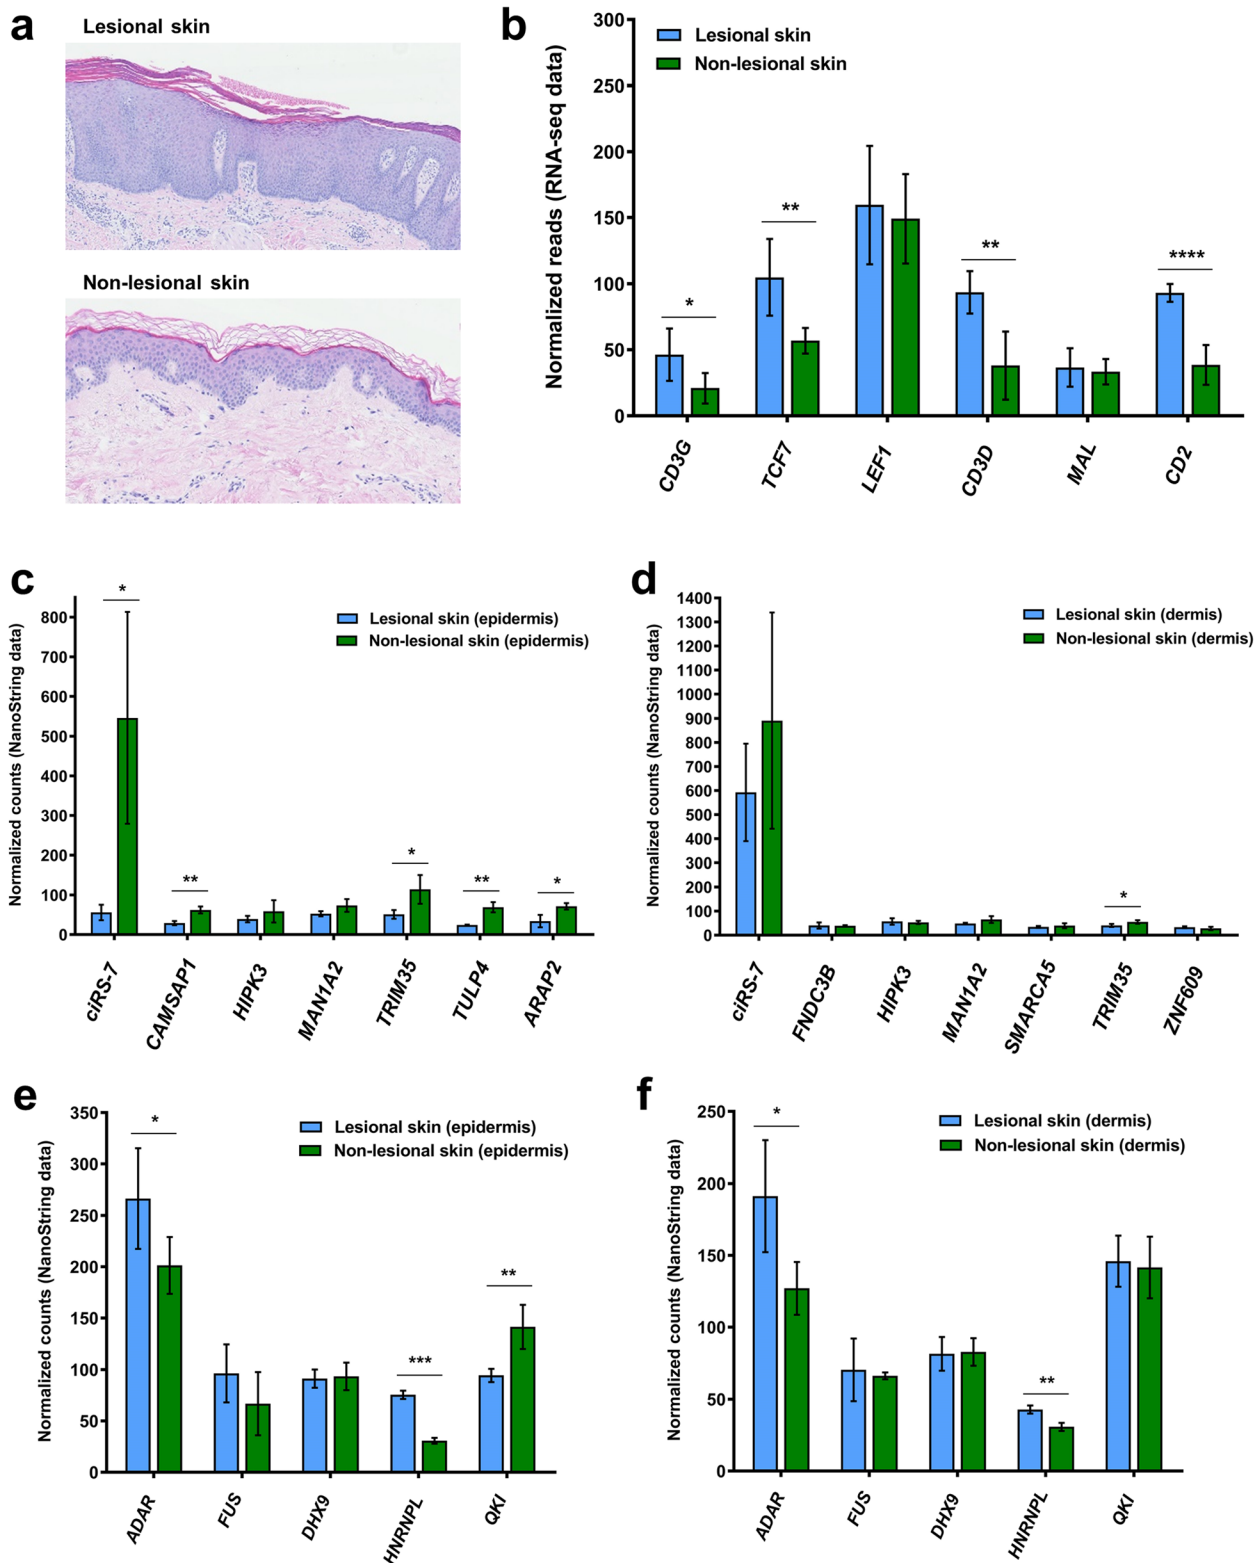 a
Lesional skin
Non-lesional skin
b
Normalized reads (RNA-seq data)
300
250
200
150
100
50
0
Lesional skin
Non-lesional skin
*
**
**
****
CD3G
TCF7
LEF1
CD3D
MAL
CD2
c
Normalized counts (NanoString data)
800
700
600
500
400
300
200
100
0
Lesional skin (epidermis)
Non-lesional skin (epidermis)
*
**
*
**
*
ciRS-7
CAMSAP1
HIPK3
MAN1A2
TRIM35
TULP4
ARAP2
d
Normalized counts (NanoString data)
1400
1300
1200
1100
1000
900
800
700
600
500
400
300
200
100
0
Lesional skin (dermis)
Non-lesional skin (dermis)
*
ciRS-7
FNDC3B
HIPK3
MAN1A2
SMARCA5
TRIM35
ZNF609
e
Normalized counts (NanoString data)
350
300
250
200
150
100
50
0
Lesional skin (epidermis)
Non-lesional skin (epidermis)
*
***
**
ADAR
FUS
DHX9
HNRNPL
QKI
f
Normalized counts (NanoString data)
250
200
150
100
50
0
Lesional skin (dermis)
Non-lesional skin (dermis)
*
**
ADAR
FUS
DHX9
HNRNPL
QKI